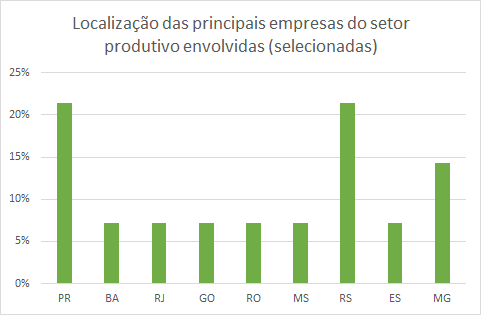 Localização das principais empresas do setor
produtivo envolvidas (selecionadas)
25%
20%
15%
10%
5%
0%
PR BA RJ GO RO MS RS ES MG